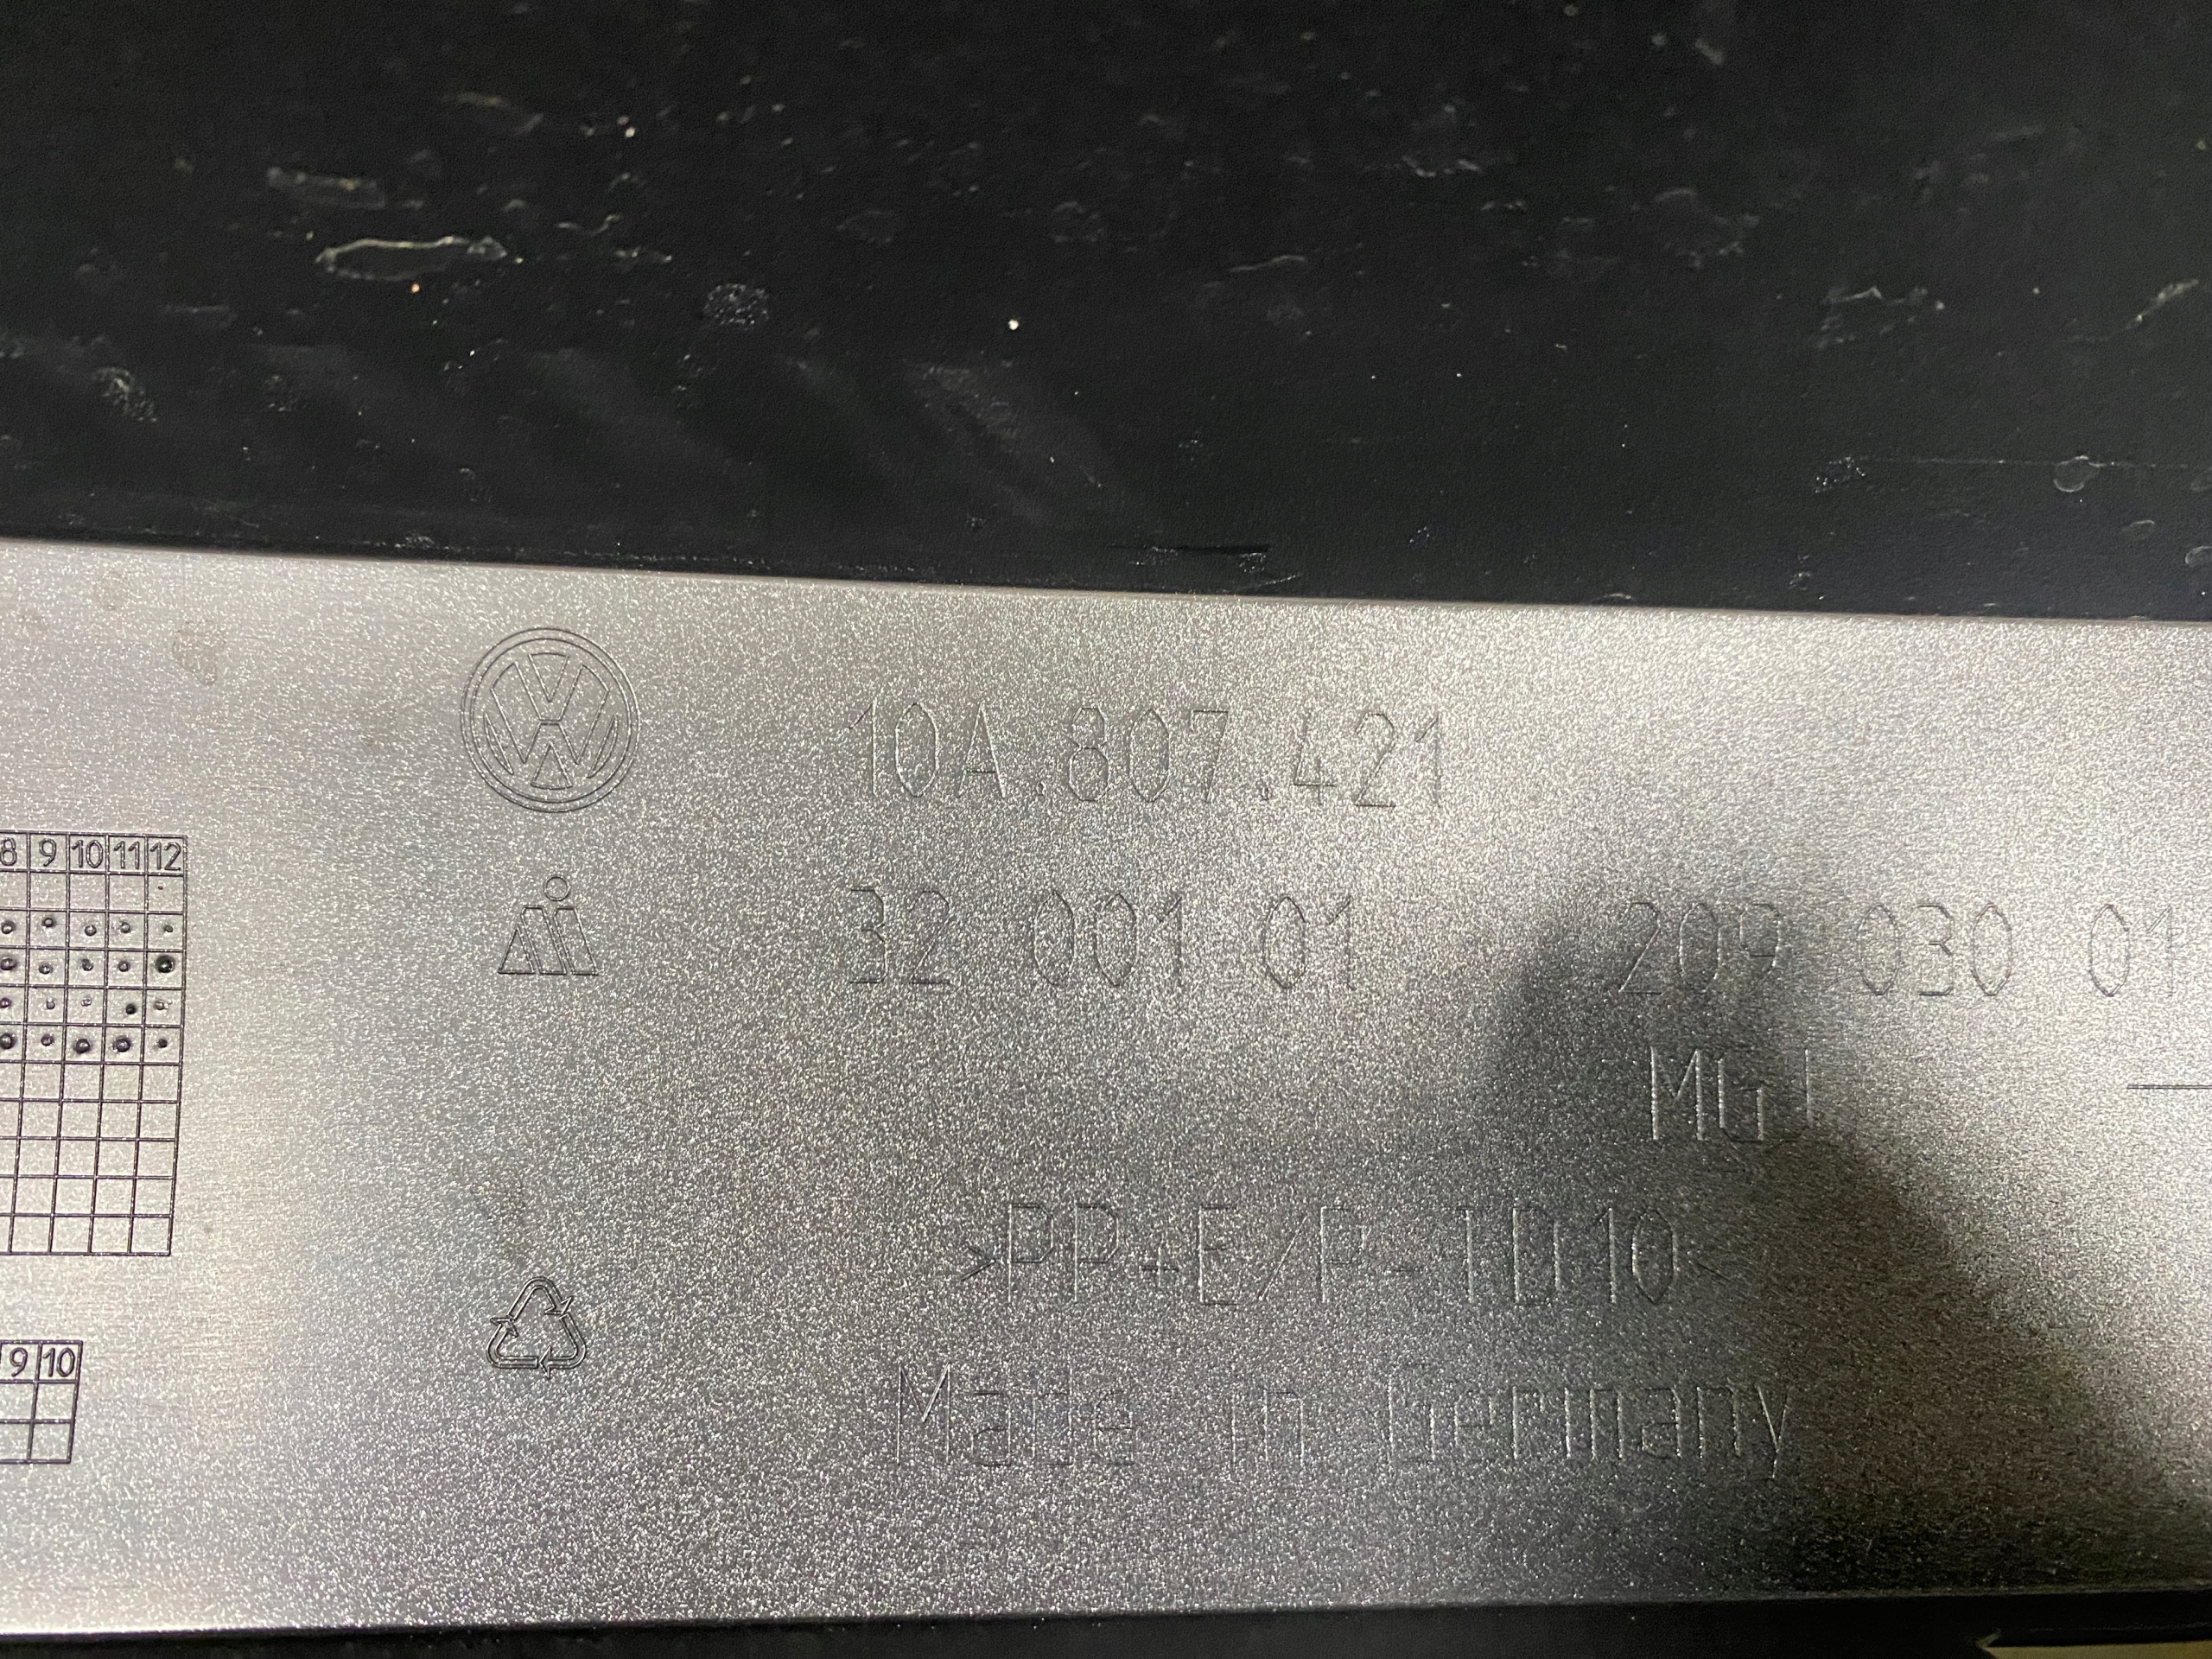 10A.807.421
8 9 10 11 12
32 001 01 209 030 01
MGJ
>PP+E/P-TD10<
9 10
Made in Germany